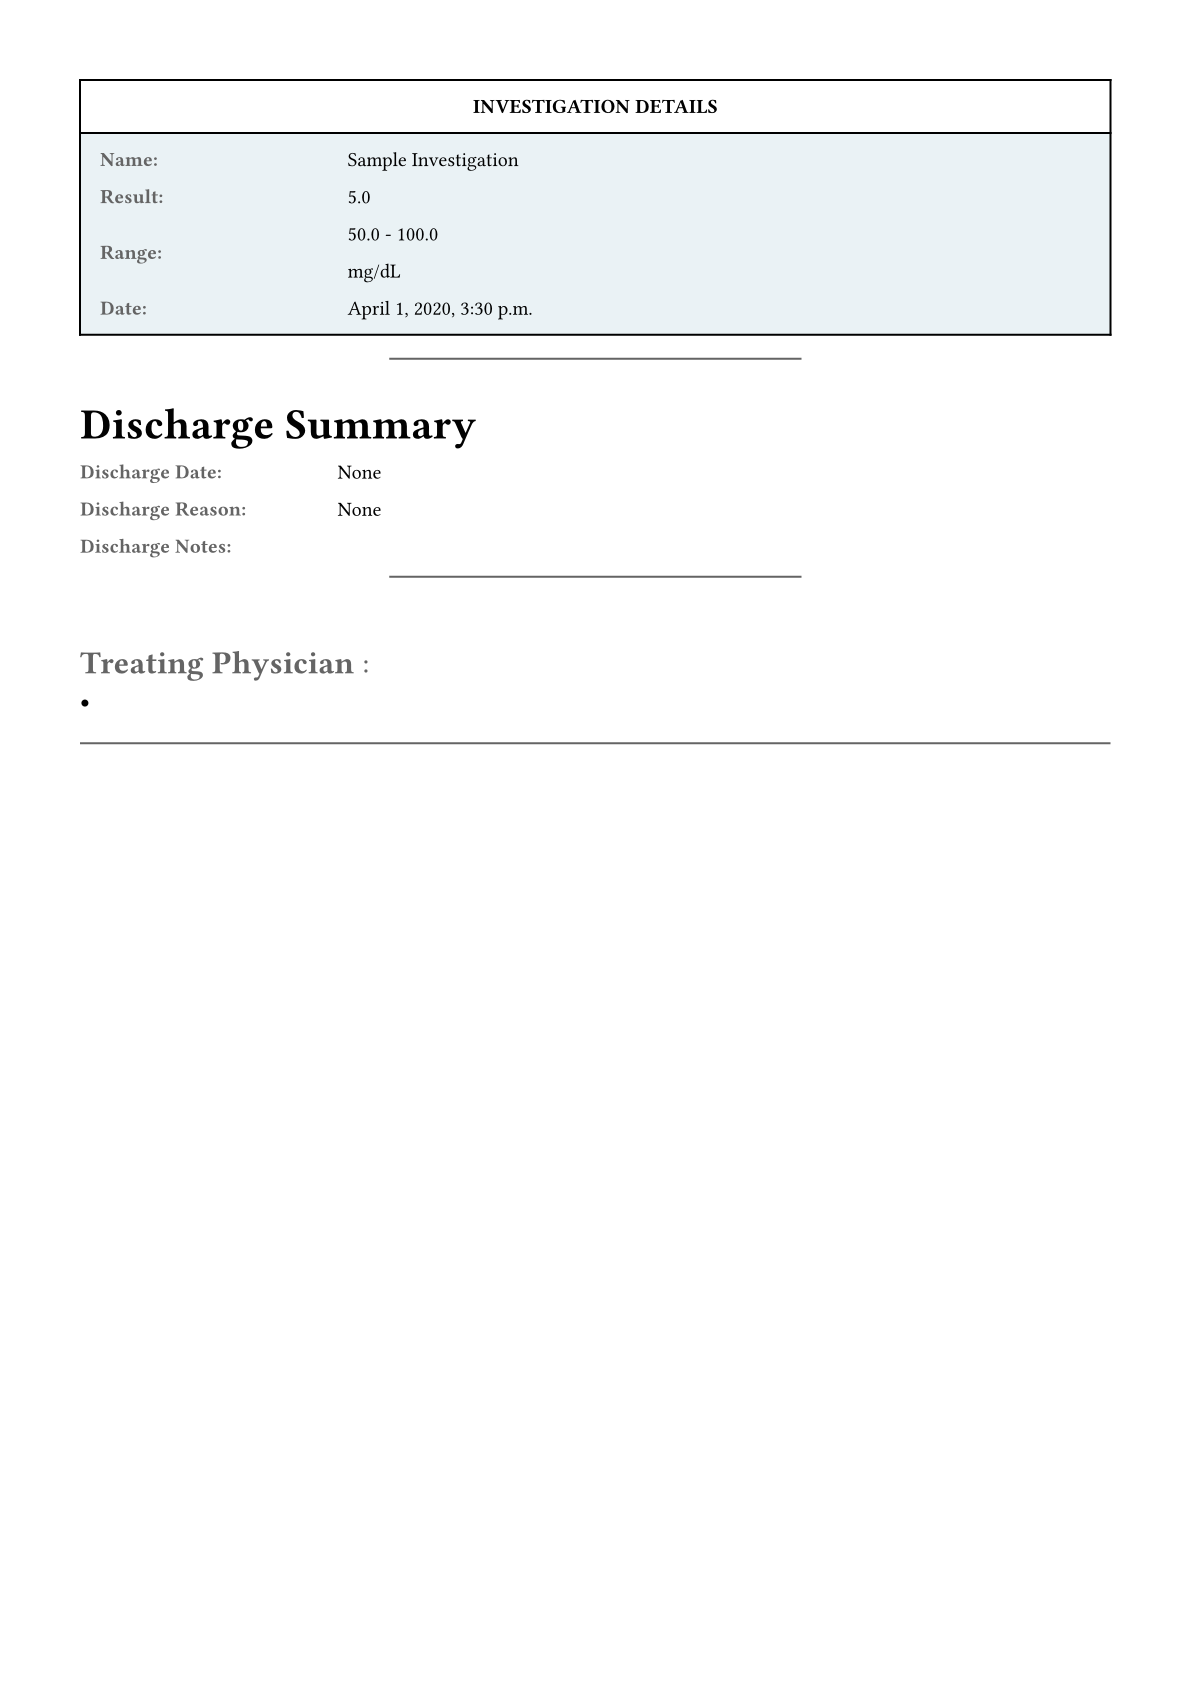 INVESTIGATION DETAILS
Name: Sample Investigation
Result: 5.0
Range: 50.0 - 100.0
mg/dL
Date: April 1, 2020, 3:30 p.m.
Discharge Summary
Discharge Date: None
Discharge Reason: None
Discharge Notes:
Treating Physician :
•